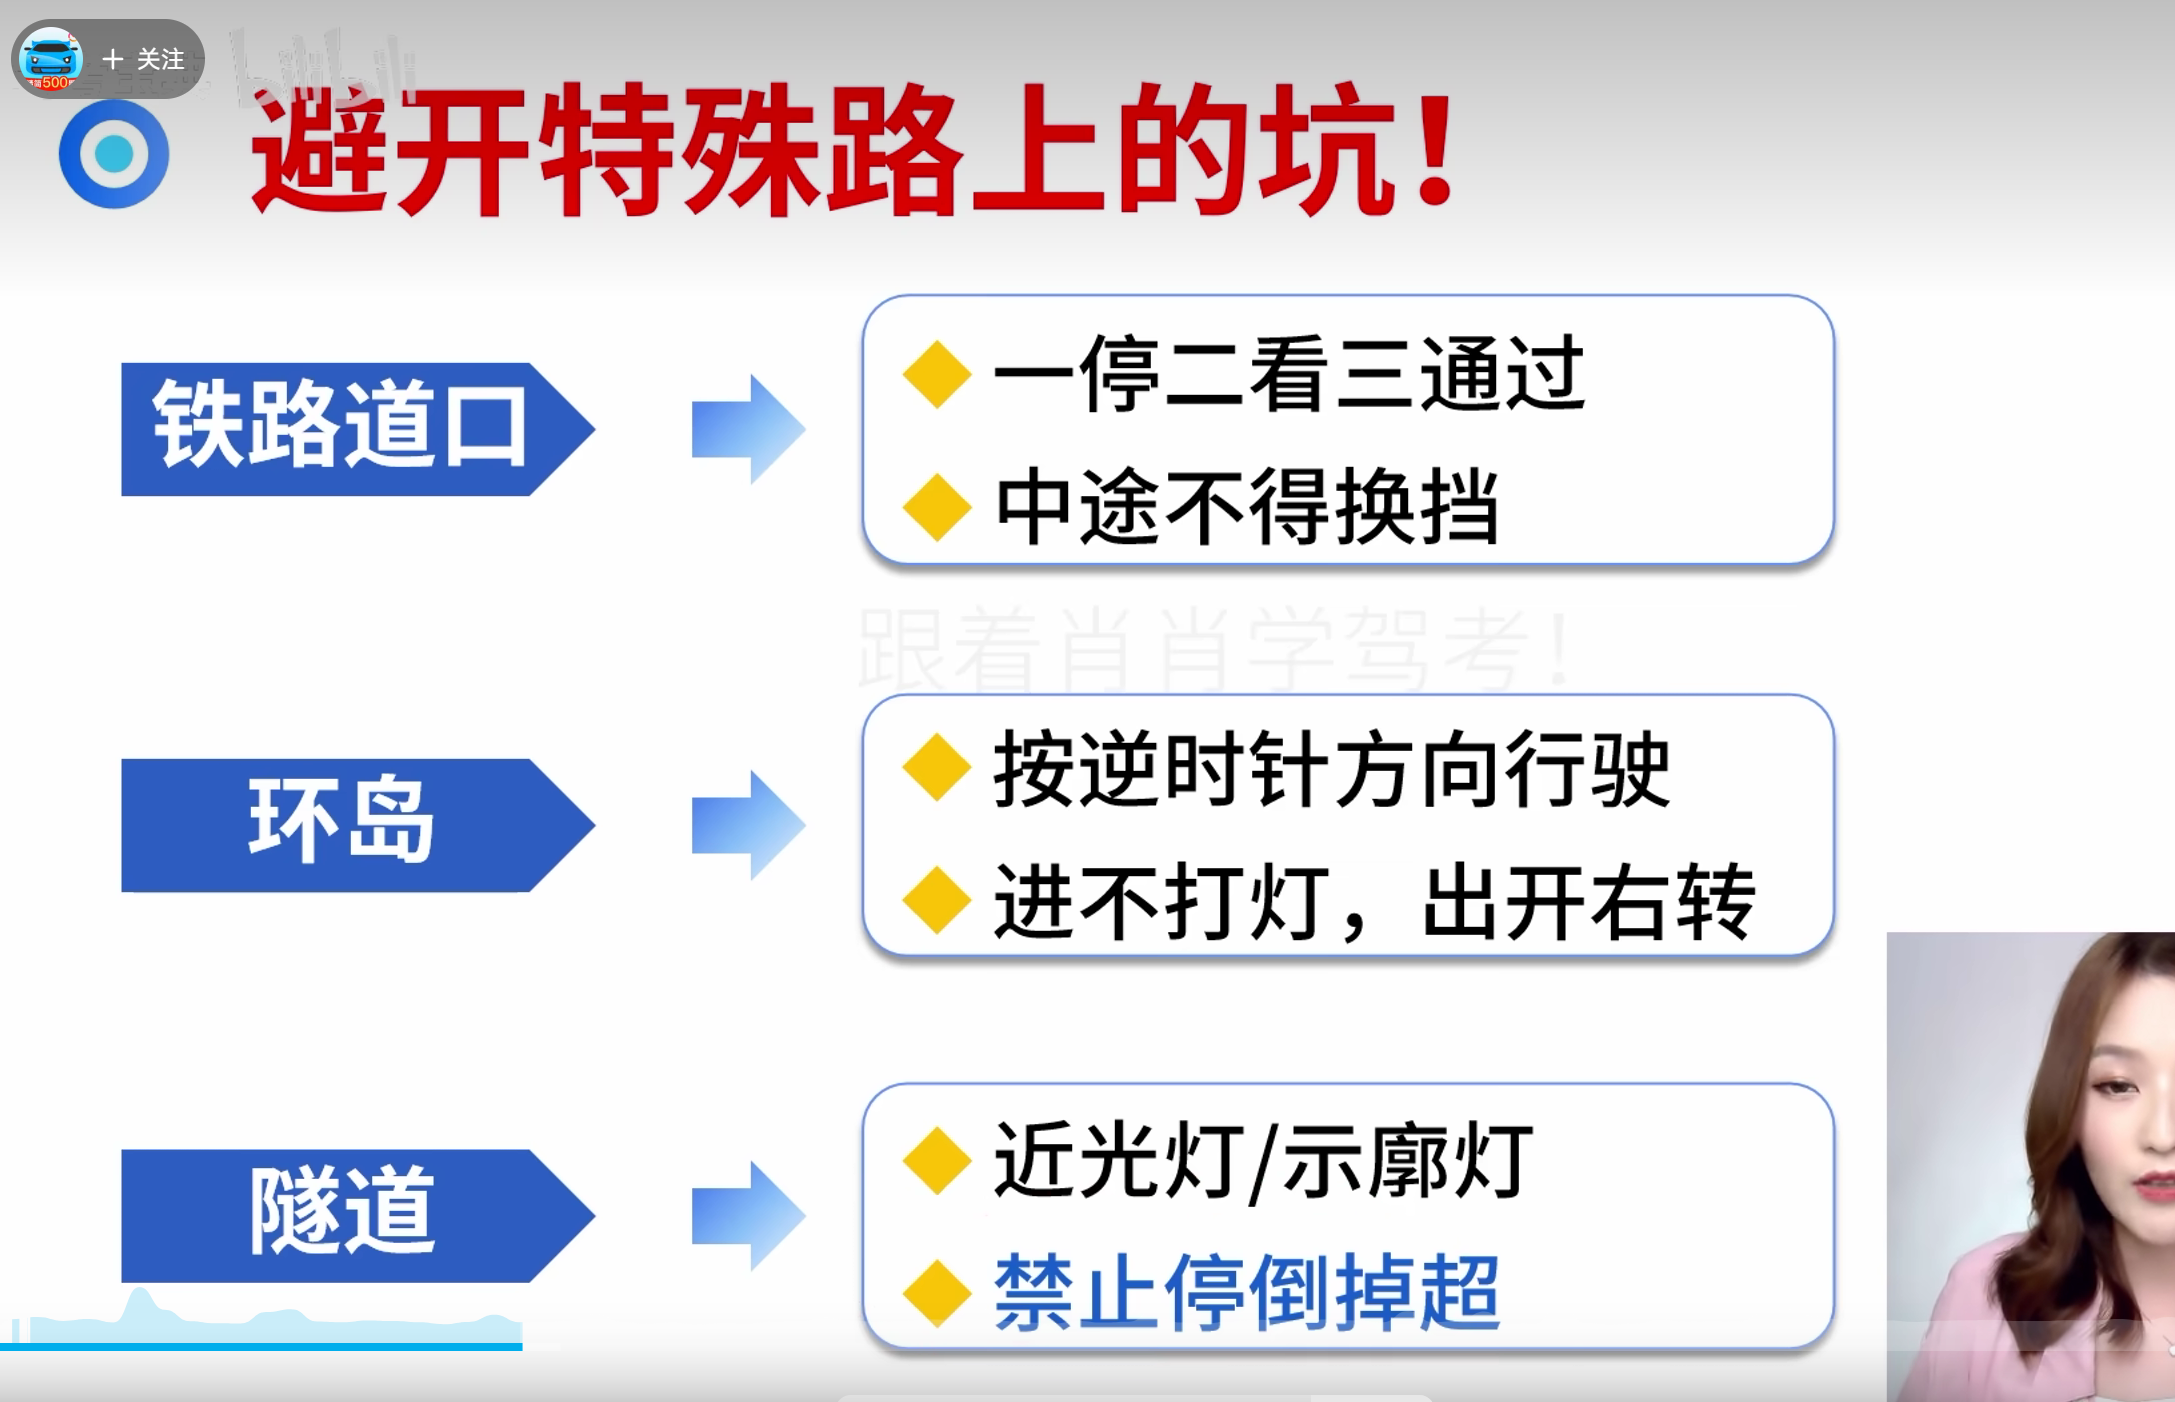 + 关注
bilibili
500
避开特殊路上的坑！
铁路道口
一停二看三通过
中途不得换挡
跟着肖肖学驾考！
环岛
按逆时针方向行驶
进不打灯，出开右转
隧道
近光灯/示廓灯
禁止停倒掉超